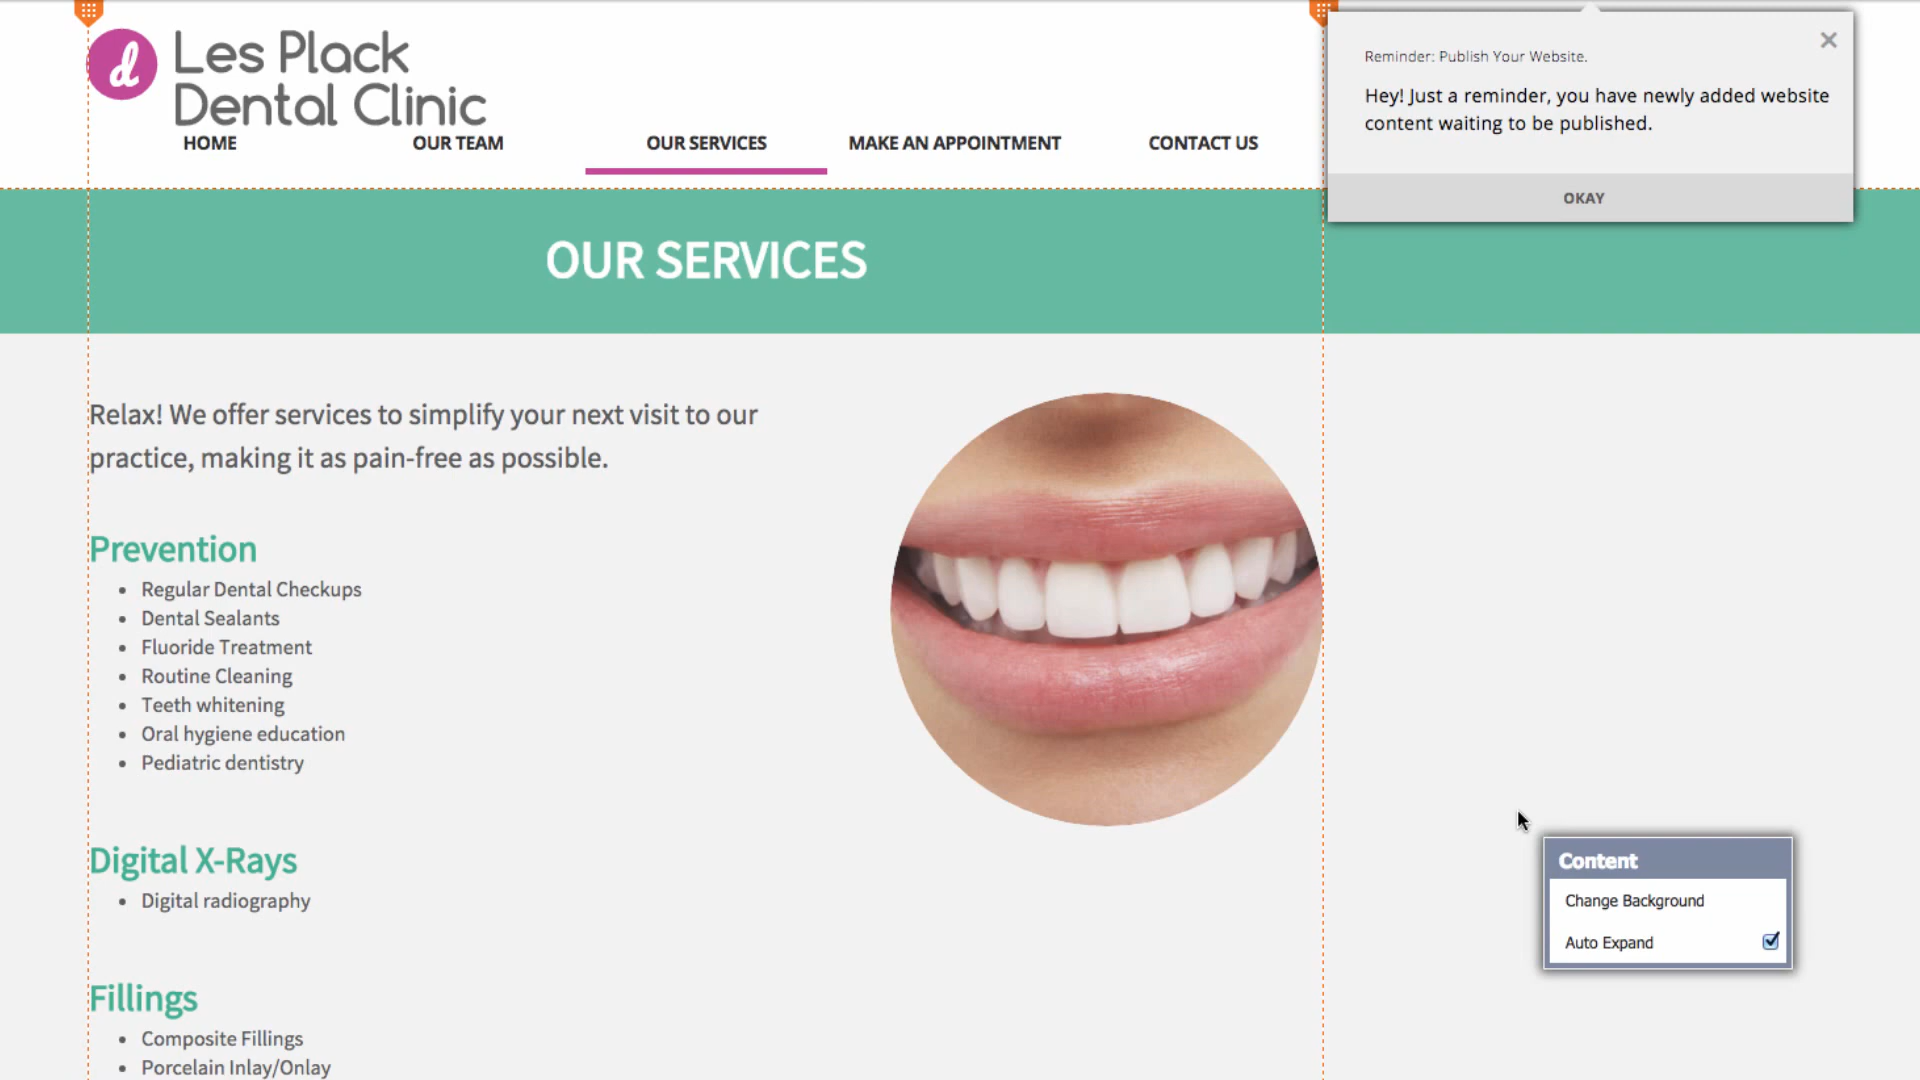 d Les Plack
Dental Clinic
HOME OUR TEAM OUR SERVICES MAKE AN APPOINTMENT CONTACT US
Reminder: Publish Your Website.
Hey! Just a reminder, you have newly added website
content waiting to be published.
OKAY
OUR SERVICES
Relax! We offer services to simplify your next visit to our
practice, making it as pain-free as possible.
Prevention
• Regular Dental Checkups
• Dental Sealants
• Fluoride Treatment
• Routine Cleaning
• Teeth whitening
• Oral hygiene education
• Pediatric dentistry
Digital X-Rays
• Digital radiography
Fillings
• Composite Fillings
• Porcelain Inlay/Onlay
Content
Change Background
Auto Expand